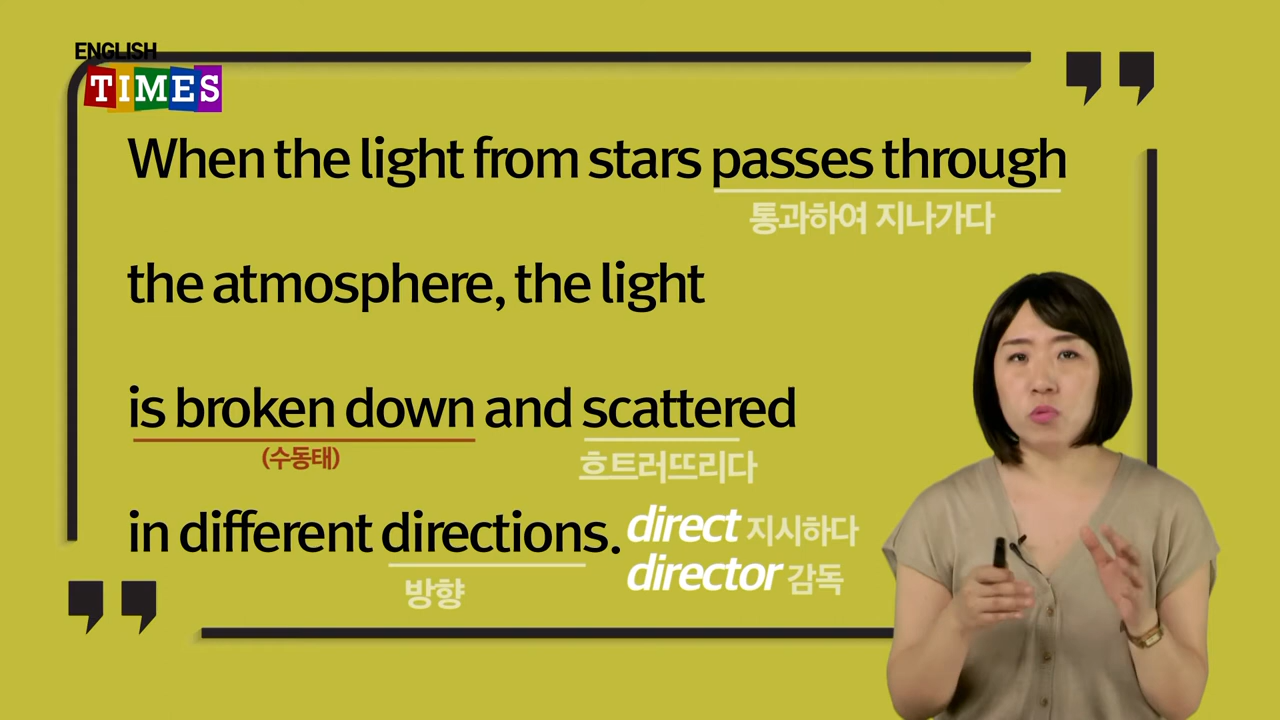 ENGLISH
TIMES
When the light from stars passes through
통과하여 지나가다
the atmosphere, the light
is broken down and scattered
(수동태)
흐트러뜨리다
in different directions.
direct 지시하다
director 감독
방향